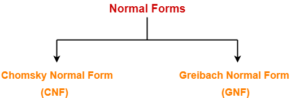 Normal Forms
Chomsky Normal Form
(CNF)
Greibach Normal Form
(GNF)